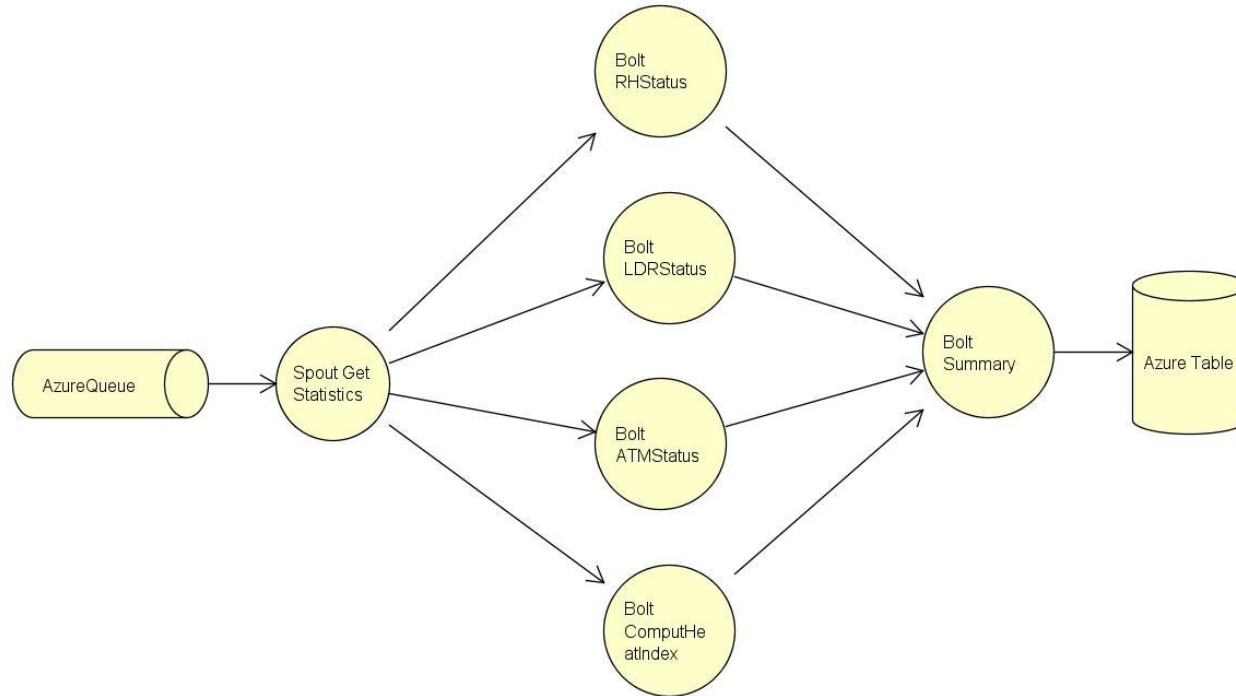 Bolt
RHStatus
Bolt
LDRStatus
AzureQueue
Spout Get
Statistics
Bolt
Summary
Azure Table
Bolt
ATMStatus
Bolt
ComputHe
atIndex